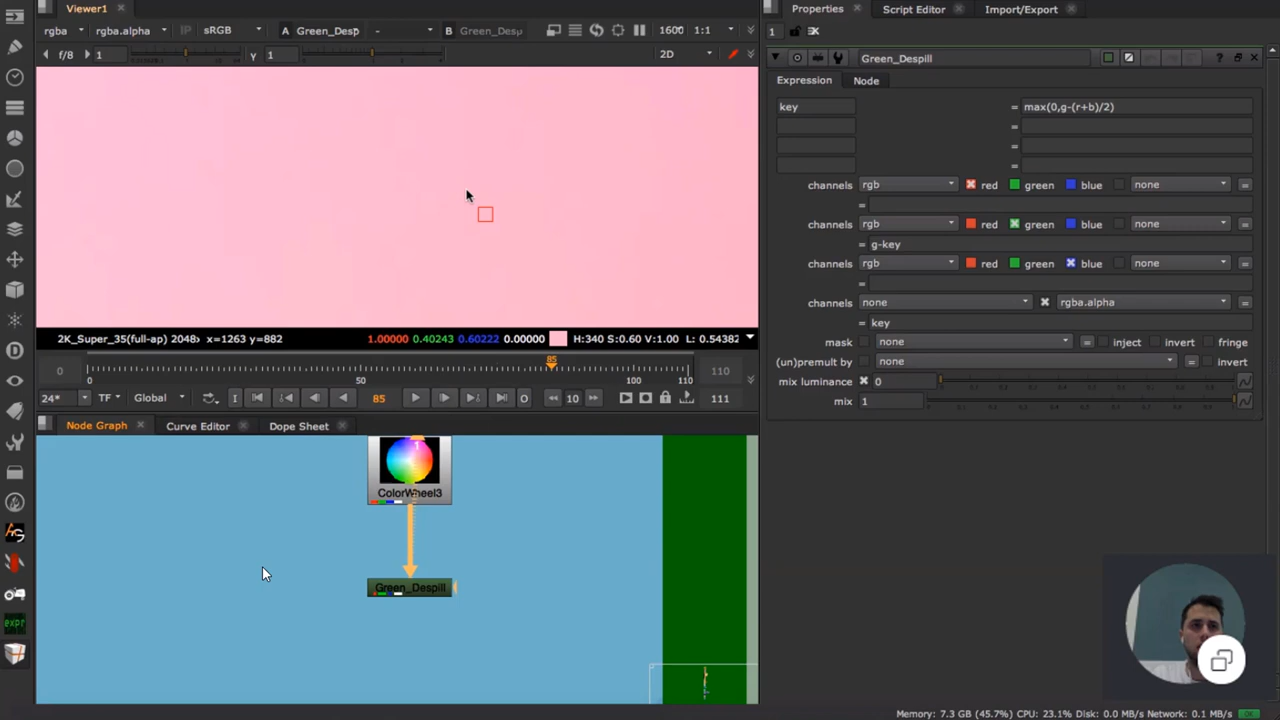 Viewer1
Properties
Script Editor
Import/Export
rgba
rgba.alpha
IP
sRGB
A Green_Desp
-
B Green_Desp
1:1
1
f/8
1
Y
1
2D
Green_Despill
Expression
Node
key
= max(0,g-(r+b)/2)
=
=
=
channels rgb red green blue none =
=
channels rgb red green blue none =
= g-key
channels rgb red green blue none =
=
channels none rgba.alpha =
= key
mask none = inject invert fringe
(un)premult by none = invert
mix luminance 0
mix 1
2K_Super_35(full-ap) 2048
x=1263 y=882
1.00000
0.40243
0.60222
0.00000
H:340 S:0.60 V:1.00 L: 0.54382
0
85
110
0
50
100
110
24*
TF
Global
I
85
O
10
111
Node Graph
Curve Editor
Dope Sheet
ColorWheel3
Green_Despill
expr
Memory: 7.3 GB (45.7%) CPU: 23.1% Disk: 0.0 MB/s Network: 0.1 MB/s